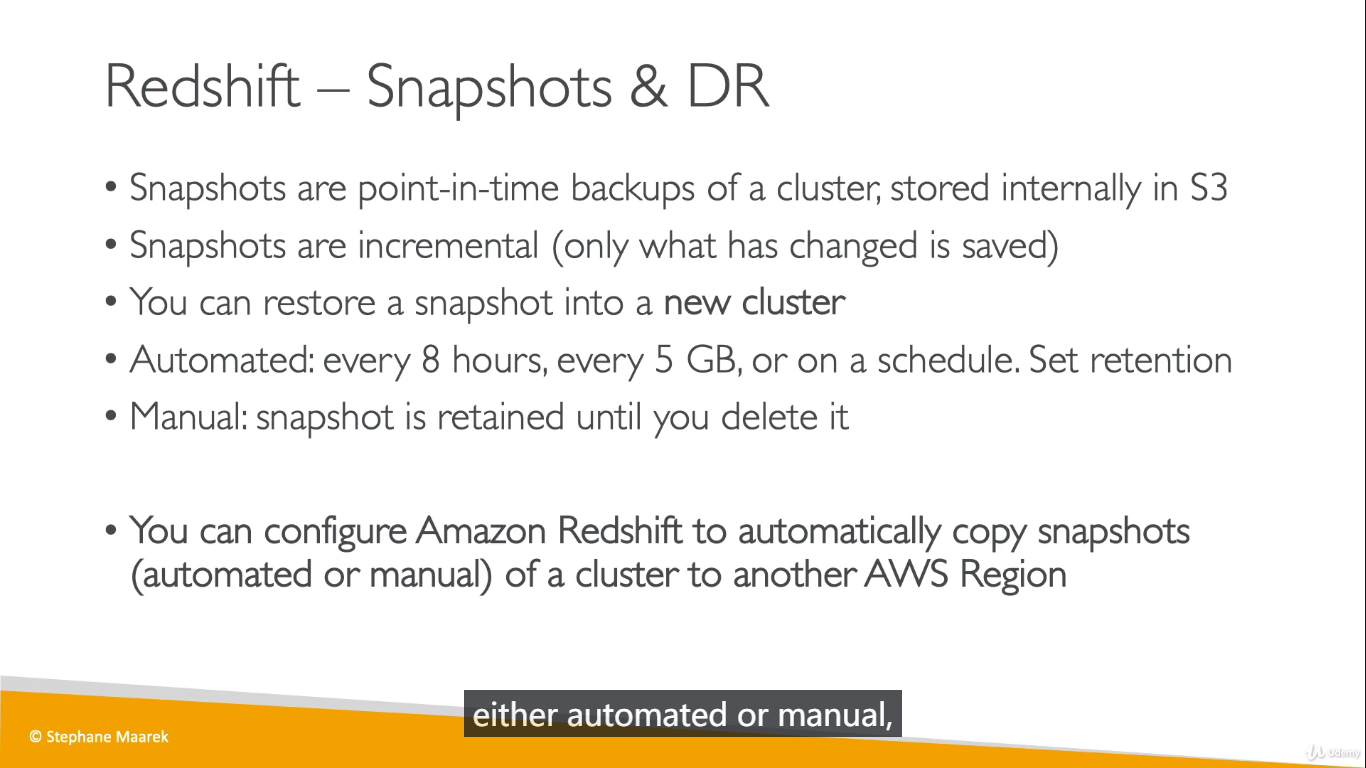 Redshift – Snapshots & DR
• Snapshots are point-in-time backups of a cluster, stored internally in S3
• Snapshots are incremental (only what has changed is saved)
• You can restore a snapshot into a new cluster
• Automated: every 8 hours, every 5 GB, or on a schedule. Set retention
• Manual: snapshot is retained until you delete it
• You can configure Amazon Redshift to automatically copy snapshots
(automated or manual) of a cluster to another AWS Region
either automated or manual,
© Stephane Maarek
Udemy